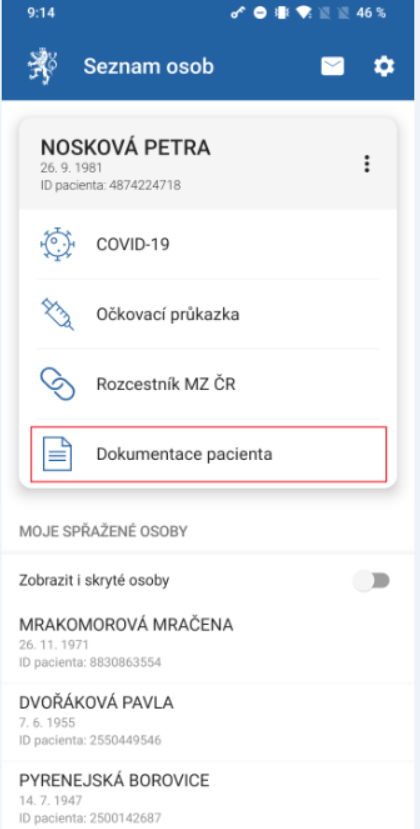 9:14
46 %
Seznam osob
NOSKOVÁ PETRA
26. 9. 1981
ID pacienta: 4874224718
COVID-19
Očkovací průkazka
Rozcestník MZ ČR
Dokumentace pacienta
MOJE SPŘAŽENÉ OSOBY
Zobrazit i skryté osoby
MRAKOMOROVÁ MRAČENA
26. 11. 1971
ID pacienta: 8830863554
DVOŘÁKOVÁ PAVLA
7. 6. 1955
ID pacienta: 2550449546
PYRENEJSKÁ BOROVICE
14. 7. 1947
ID pacienta: 2500142687